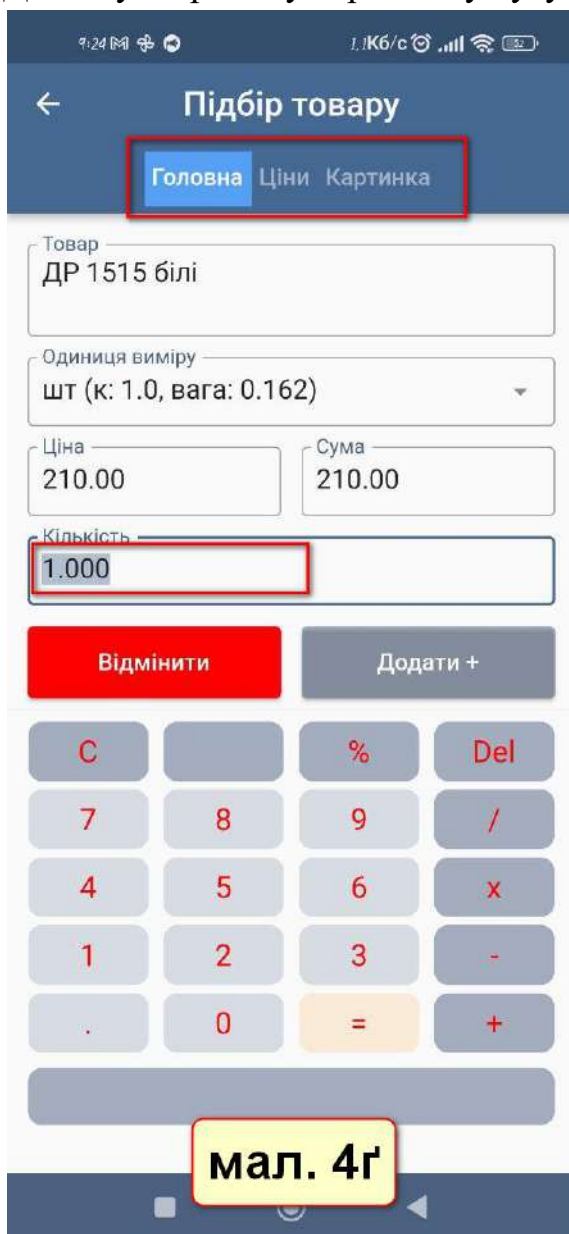 9:24 1.1Кб/с 52
Підбір товару
Головна Ціни Картинка
Товар
ДР 1515 білі
Одиниця виміру
шт (к: 1.0, вага: 0.162)
Ціна Сума
210.00 210.00
Кількість
1.000
Відмінити Додати +
C % Del
7 8 9 /
4 5 6 x
1 2 3 -
. 0 = +
мал. 4ґ